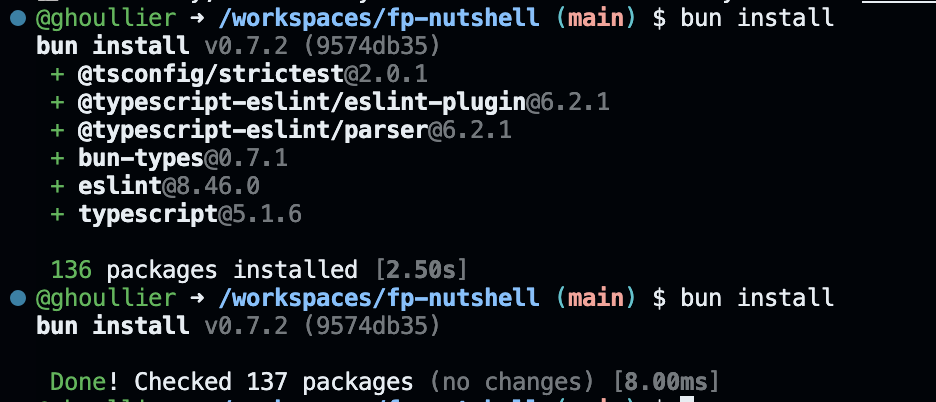 @ghoullier ➜ /workspaces/fp-nutshell (main) $ bun install
bun install v0.7.2 (9574db35)
+ @tsconfig/strictest@2.0.1
+ @typescript-eslint/eslint-plugin@6.2.1
+ @typescript-eslint/parser@6.2.1
+ bun-types@0.7.1
+ eslint@8.46.0
+ typescript@5.1.6
136 packages installed [2.50s]
@ghoullier ➜ /workspaces/fp-nutshell (main) $ bun install
bun install v0.7.2 (9574db35)
Done! Checked 137 packages (no changes) [8.00ms]